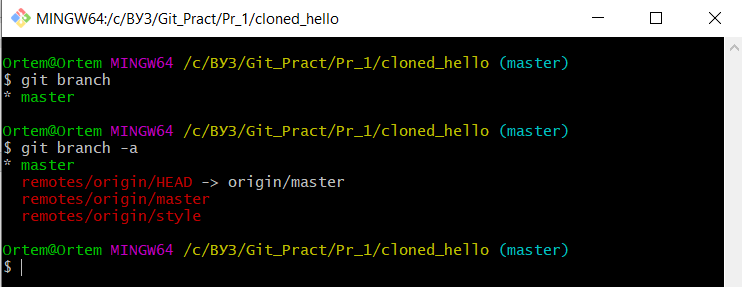 MINGW64:/c/ВУЗ/Git_Pract/Pr_1/cloned_hello
Ortem@Ortem MINGW64 /c/ВУЗ/Git_Pract/Pr_1/cloned_hello (master)
$ git branch
* master
Ortem@Ortem MINGW64 /c/ВУЗ/Git_Pract/Pr_1/cloned_hello (master)
$ git branch -a
* master
remotes/origin/HEAD -> origin/master
remotes/origin/master
remotes/origin/style
Ortem@Ortem MINGW64 /c/ВУЗ/Git_Pract/Pr_1/cloned_hello (master)
$